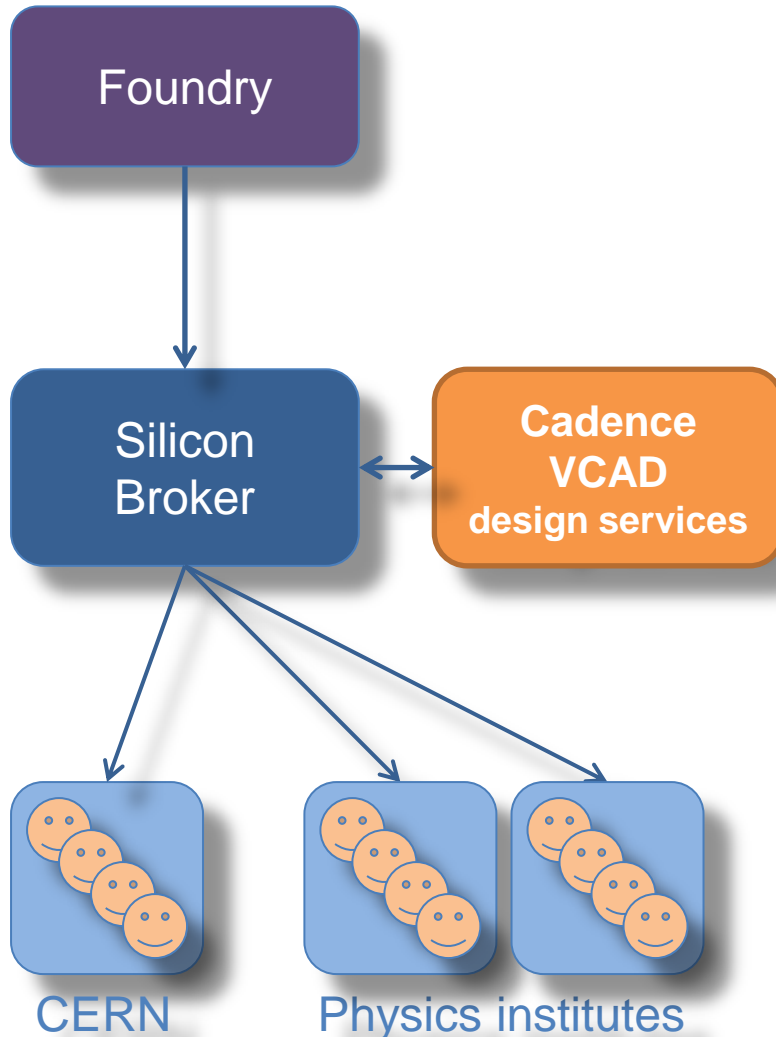 Foundry
Silicon
Broker
Cadence
VCAD
design services
CERN
Physics institutes